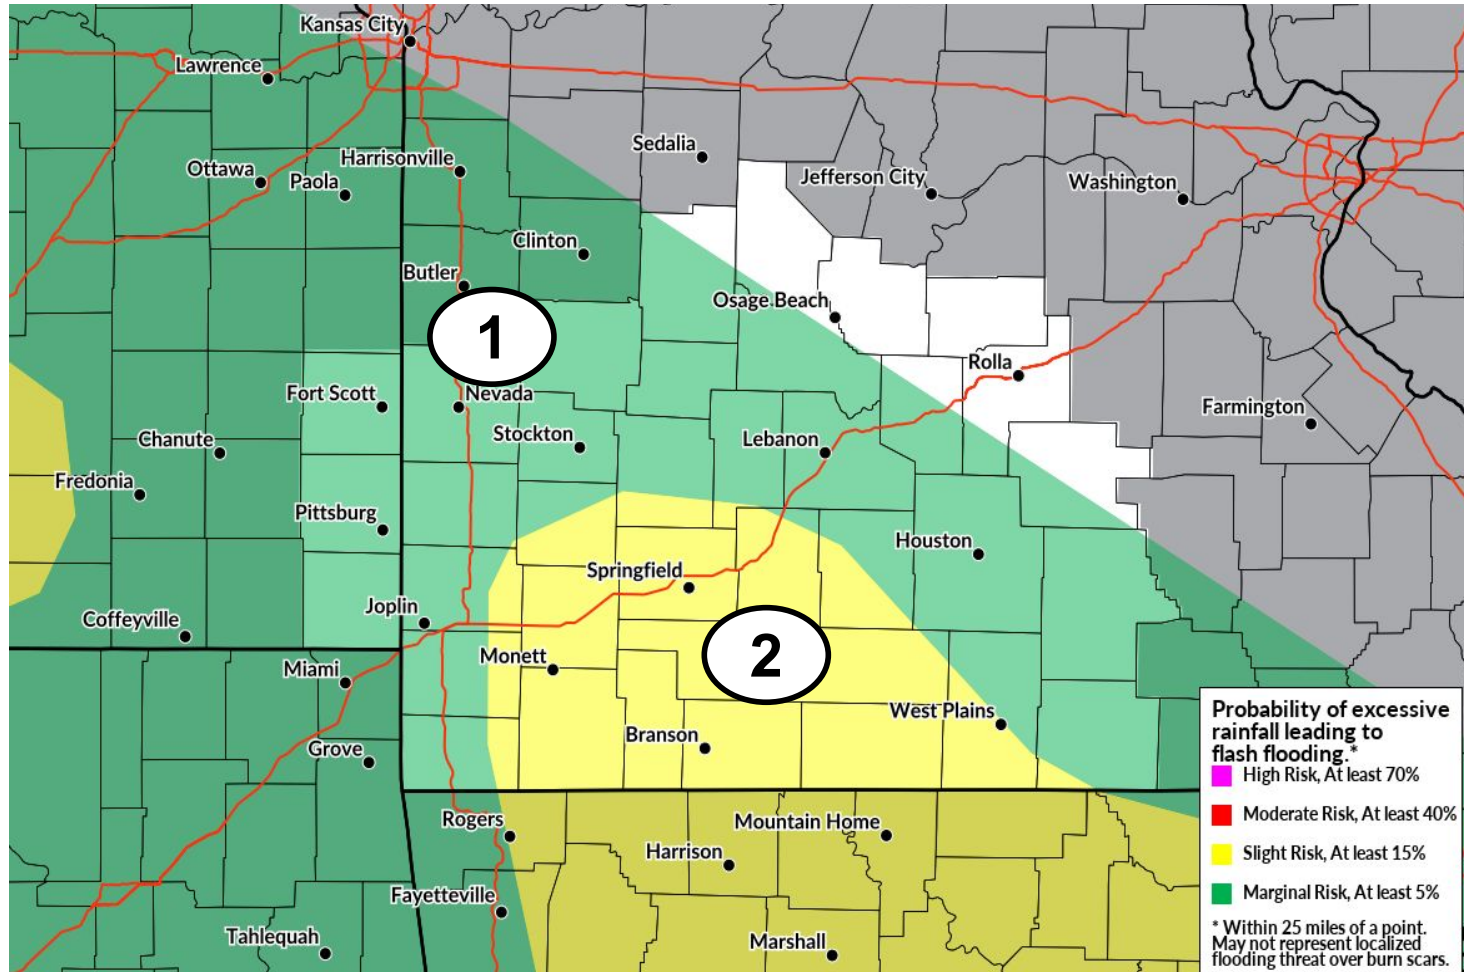 Kansas City
Lawrence
Sedalia
Harrisonville
Ottawa
Paola
Jefferson City
Washington
Clinton
Butler
Osage Beach
1
Rolla
Fort Scott
Nevada
Farmington
Chanute
Stockton
Lebanon
Fredonia
Pittsburg
Houston
Springfield
Joplin
Coffeyville
2
Monett
Miami
West Plains
Branson
Grove
Rogers
Mountain Home
Harrison
Fayetteville
Tahlequah
Marshall
Probability of excessive
rainfall leading to
flash flooding.*
High Risk, At least 70%
Moderate Risk, At least 40%
Slight Risk, At least 15%
Marginal Risk, At least 5%
* Within 25 miles of a point.
May not represent localized
flooding threat over burn scars.